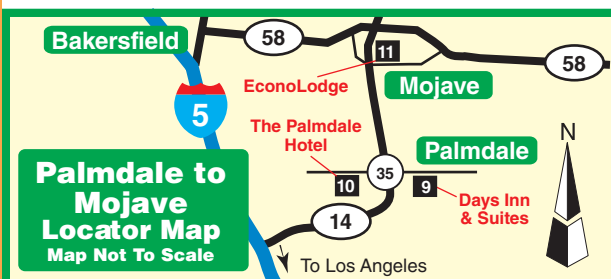 Bakersfield
58
11
58
EconoLodge
Mojave
5
The Palmdale
Hotel
N
Palmdale
35
10
9
Days Inn
& Suites
Palmdale to
Mojave
Locator Map
Map Not To Scale
14
To Los Angeles